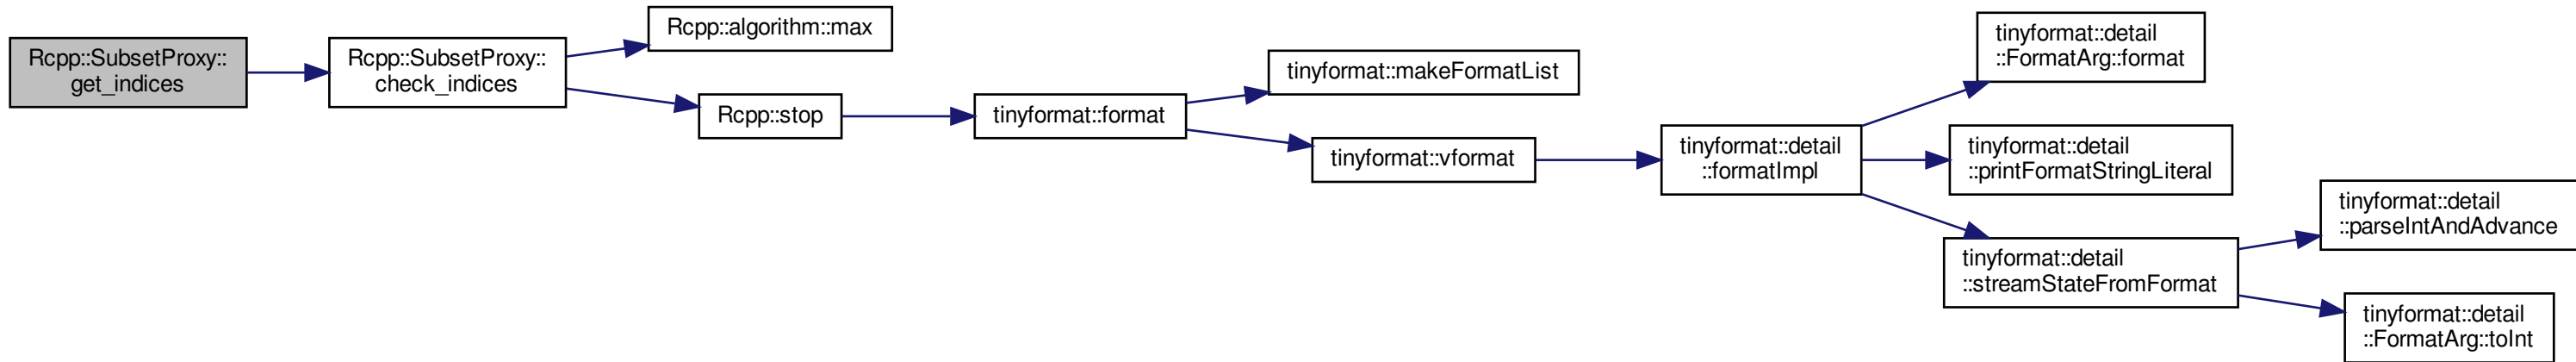 Rcpp::SubsetProxy::
get_indices
Rcpp::SubsetProxy::
check_indices
Rcpp::algorithm::max
Rcpp::stop
tinyformat::format
tinyformat::makeFormatList
tinyformat::vformat
tinyformat::detail
::formatImpl
tinyformat::detail
::FormatArg::format
tinyformat::detail
::printFormatStringLiteral
tinyformat::detail
::streamStateFromFormat
tinyformat::detail
::parseIntAndAdvance
tinyformat::detail
::FormatArg::toInt